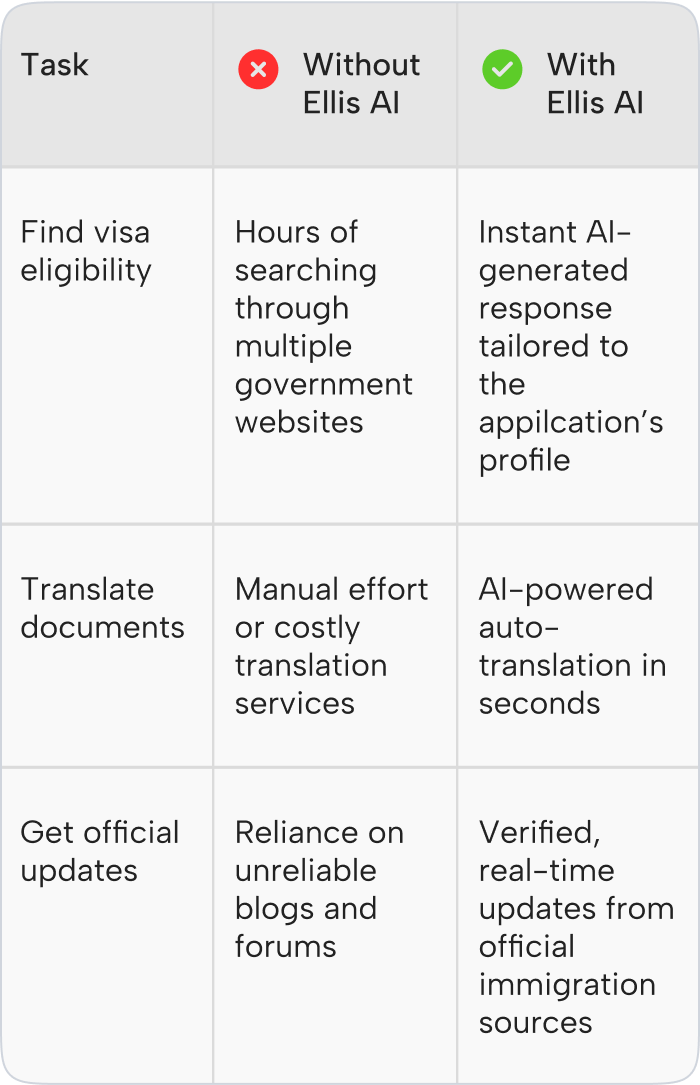 Task
Without
Ellis AI
With
Ellis AI
Find visa
eligibility
Hours of
searching
through
multiple
government
websites
Instant AI-
generated
response
tailored to
the
appilcation’s
profile
Translate
documents
Manual effort
or costly
translation
services
AI-powered
auto-
translation in
seconds
Get official
updates
Reliance on
unreliable
blogs and
forums
Verified,
real-time
updates from
official
immigration
sources